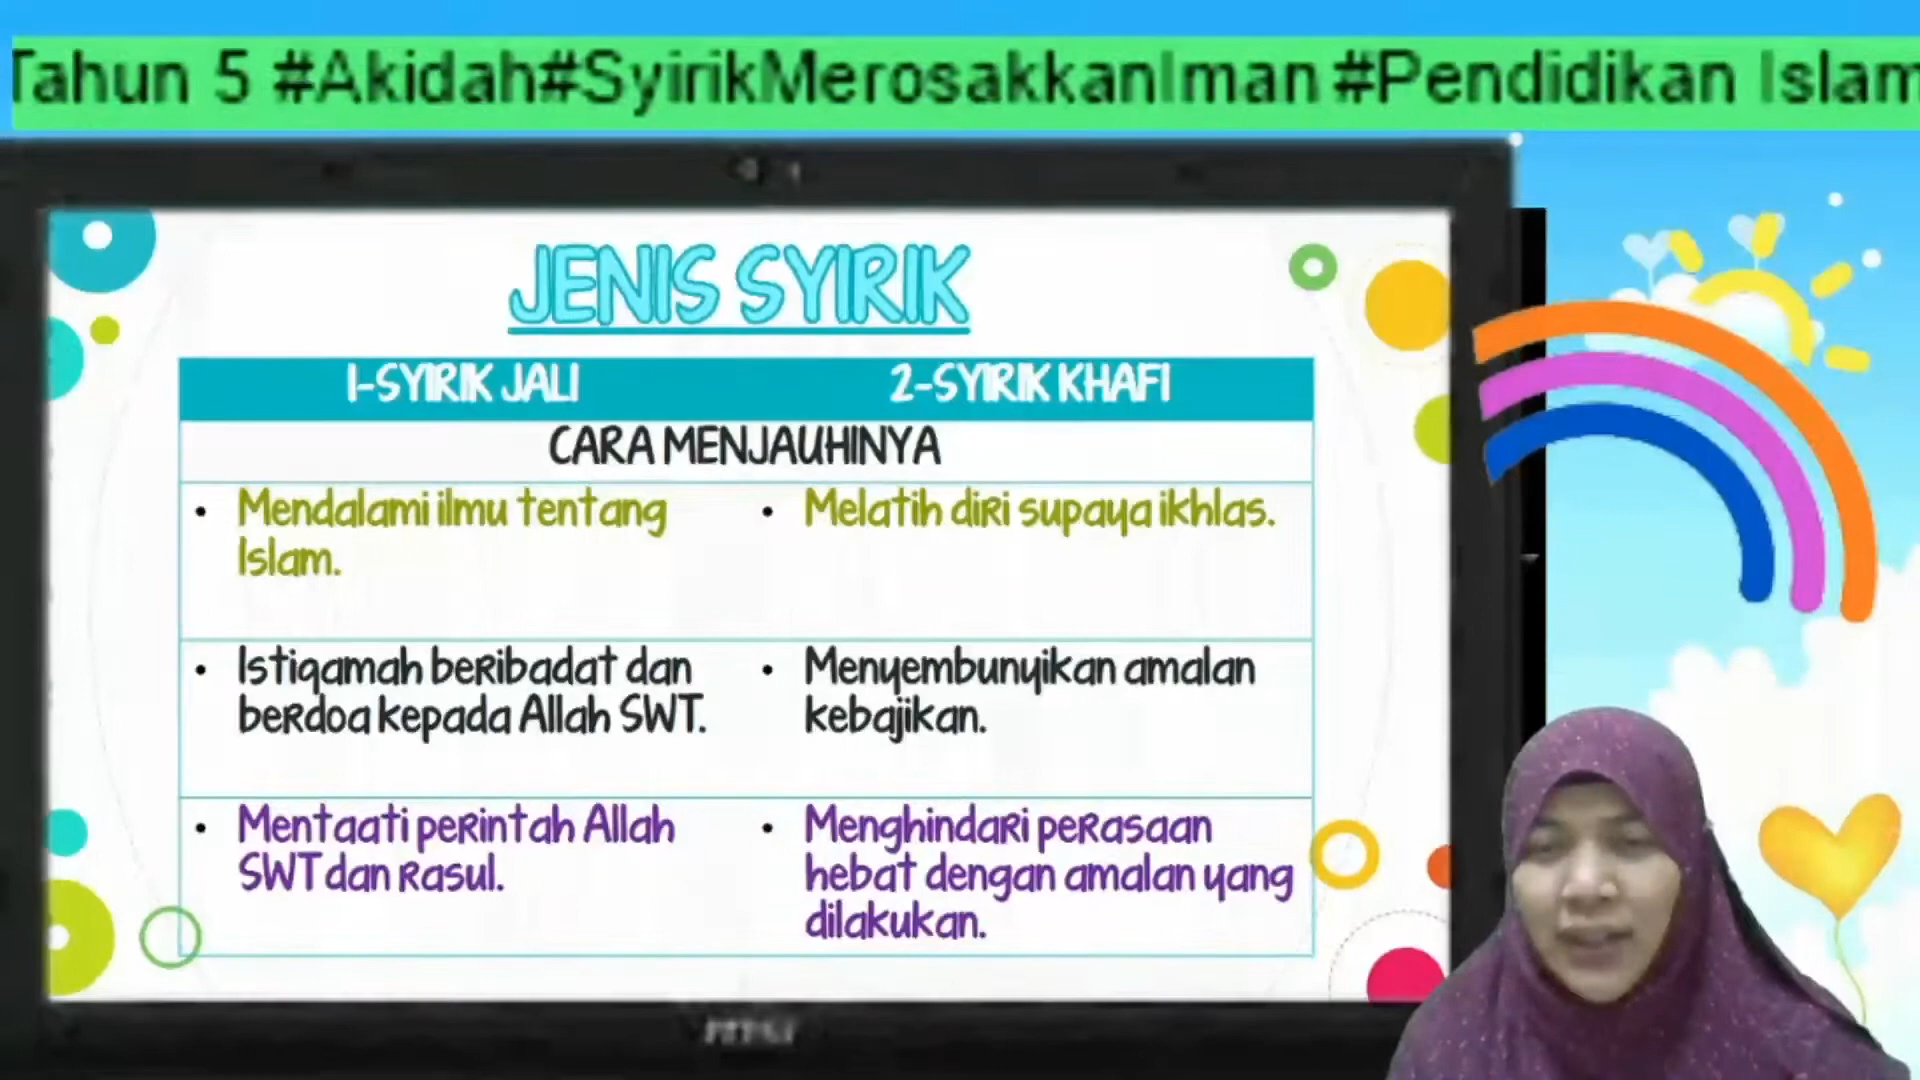 Tahun 5 #Akidah#SyirikMerosakkanIman #Pendidikan Islam
JENIS SYIRIK
1-SYIRIK JALI
2-SYIRIK KHAFI
CARA MENJAUHINYA
• Mendalami ilmu tentang
Islam.
• Melatih diri supaya ikhlas.
• Istiqamah beribadat dan
berdoa kepada Allah SWT.
• Menyembunyikan amalan
kebajikan.
• Mentaati perintah Allah
SWT dan Rasul.
• Menghindari perasaan
hebat dengan amalan yang
dilakukan.